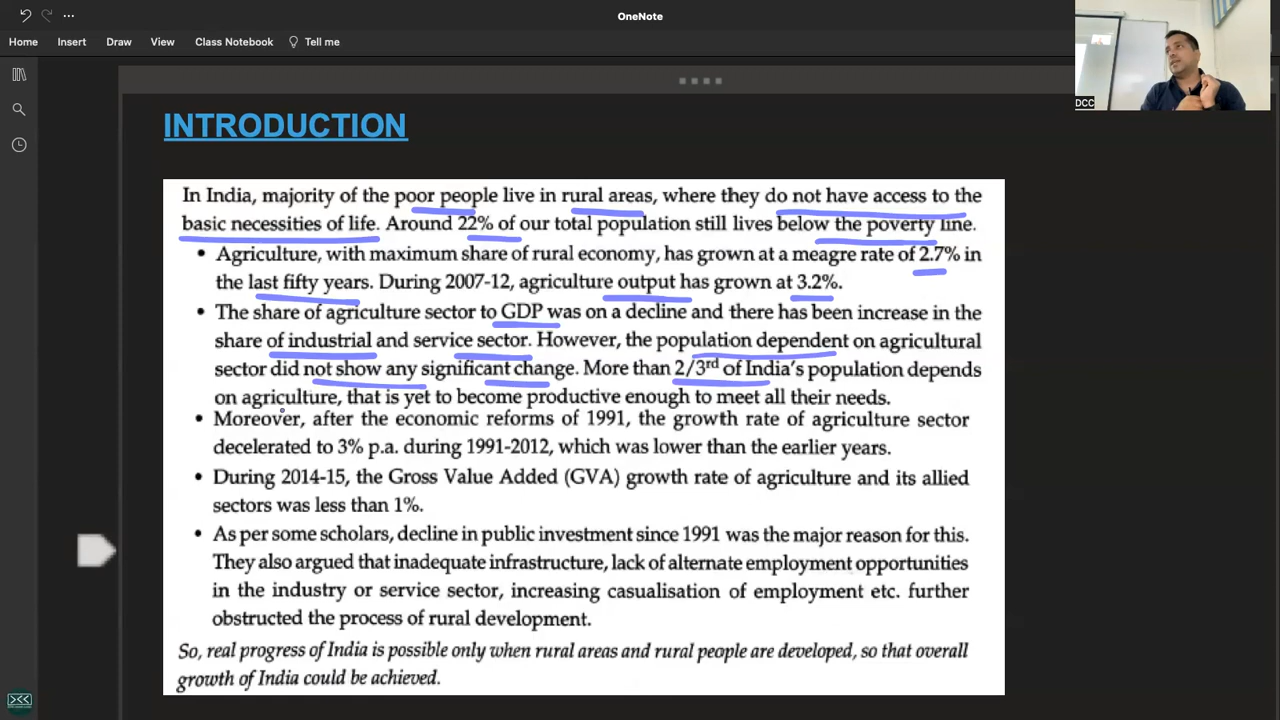 OneNote
Home Insert Draw View Class Notebook Tell me
DCC
INTRODUCTION
In India, majority of the poor people live in rural areas, where they do not have access to the
basic necessities of life. Around 22% of our total population still lives below the poverty line.
• Agriculture, with maximum share of rural economy, has grown at a meagre rate of 2.7% in
the last fifty years. During 2007-12, agriculture output has grown at 3.2%.
• The share of agriculture sector to GDP was on a decline and there has been increase in the
share of industrial and service sector. However, the population dependent on agricultural
sector did not show any significant change. More than 2/3rd of India's population depends
on agriculture, that is yet to become productive enough to meet all their needs.
• Moreover, after the economic reforms of 1991, the growth rate of agriculture sector
decelerated to 3% p.a. during 1991-2012, which was lower than the earlier years.
• During 2014-15, the Gross Value Added (GVA) growth rate of agriculture and its allied
sectors was less than 1%.
• As per some scholars, decline in public investment since 1991 was the major reason for this.
They also argued that inadequate infrastructure, lack of alternate employment opportunities
in the industry or service sector, increasing casualisation of employment etc. further
obstructed the process of rural development.
So, real progress of India is possible only when rural areas and rural people are developed, so that overall
growth of India could be achieved.